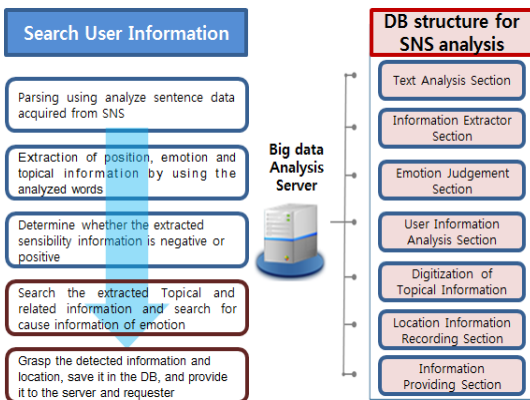 Search User Information
Parsing using analyze sentence data
acquired from SNS
Extraction of position, emotion and
topical information by using the
analyzed words
Determine whether the extracted
sensibility information is negative or
positive
Search the extracted Topical and
related information and search for
cause information of emotion
Grasp the detected information and
location, save it in the DB, and provide
it to the server and requester
Big data
Analysis
Server
DB structure for
SNS analysis
Text Analysis Section
Information Extractor
Section
Emotion Judgement
Section
User Information
Analysis Section
Digitization of
Topical Information
Location Information
Recording Section
Information
Providing Section